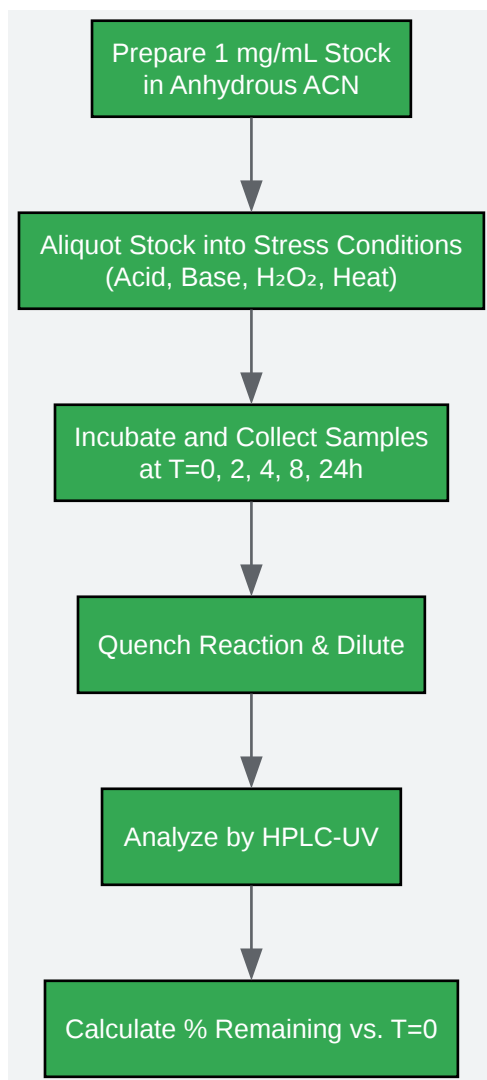 Prepare 1 mg/mL Stock
in Anhydrous ACN
Aliquot Stock into Stress Conditions
(Acid, Base, H₂O₂, Heat)
Incubate and Collect Samples
at T=0, 2, 4, 8, 24h
Quench Reaction & Dilute
Analyze by HPLC-UV
Calculate % Remaining vs. T=0